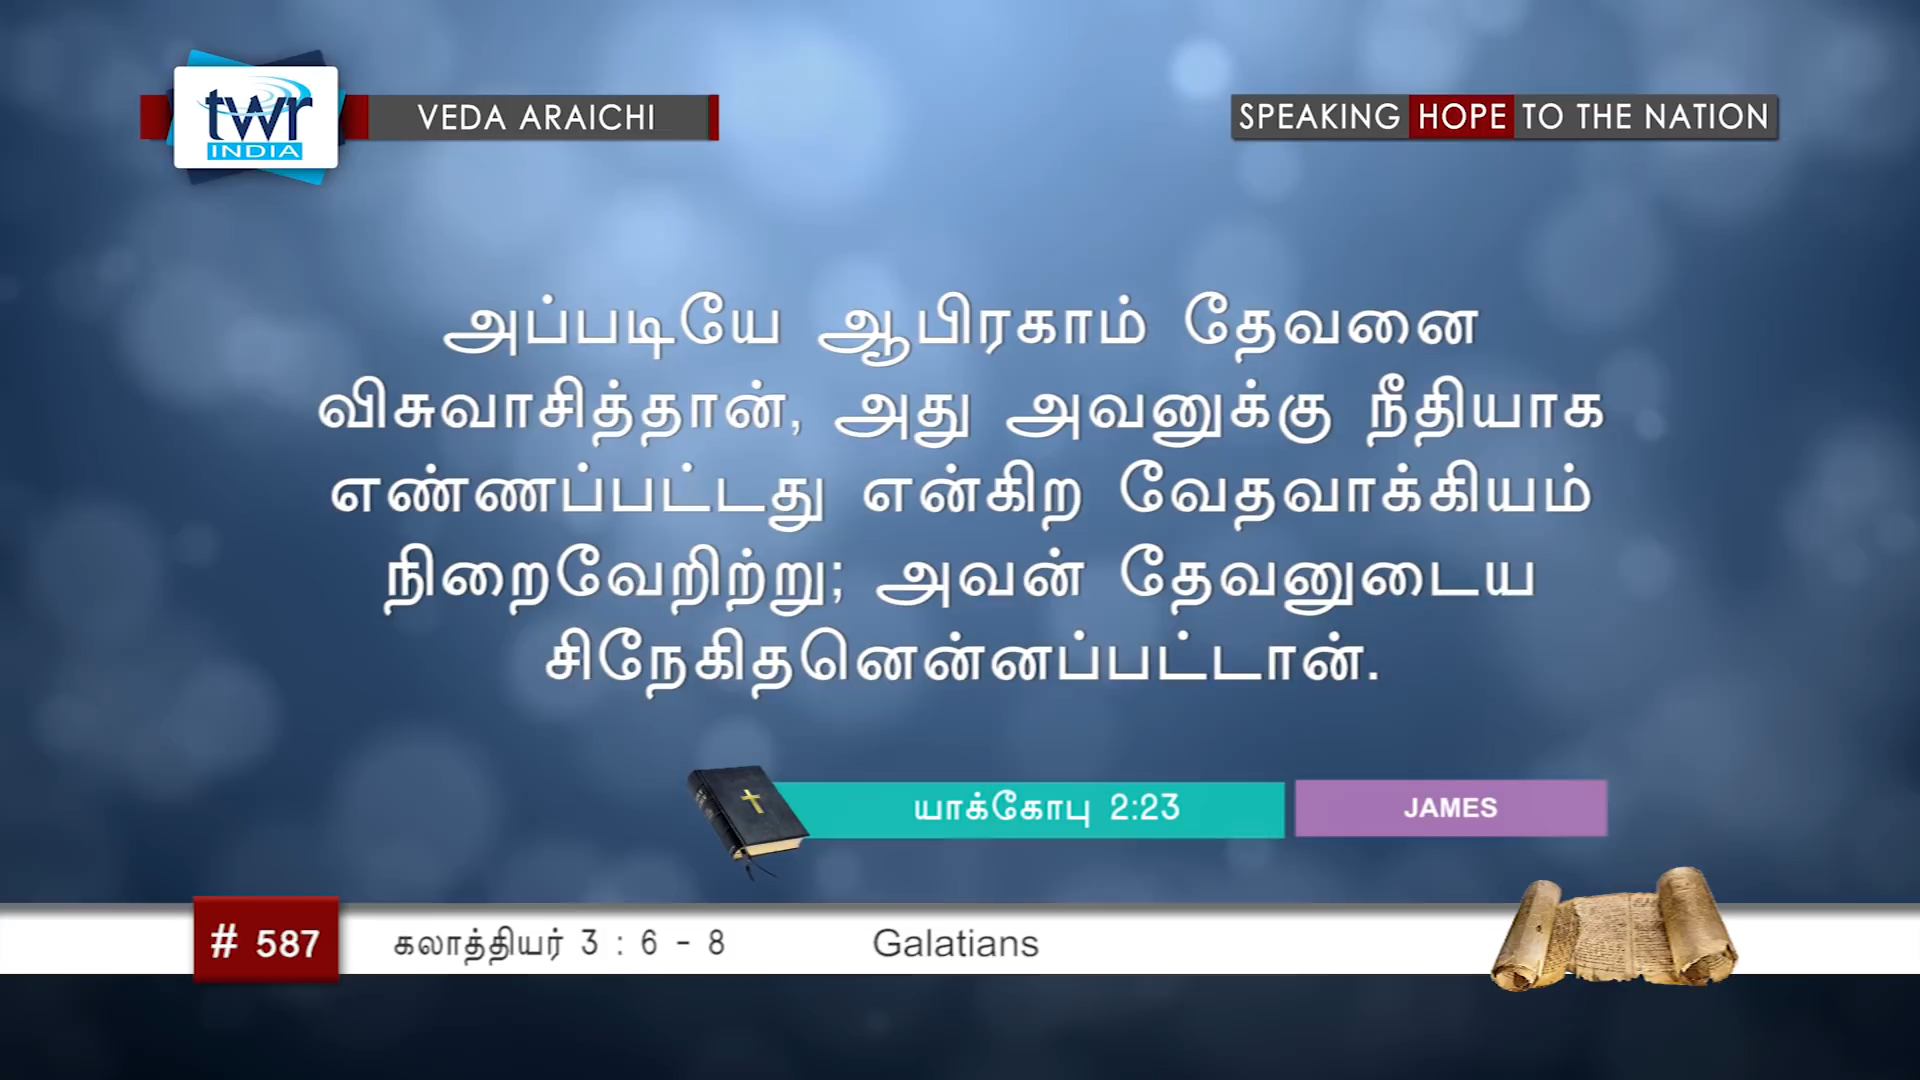 twr
INDIA
VEDA ARAICHI
SPEAKING HOPE TO THE NATION
அப்படியே ஆபிரகாம் தேவனை
விசுவாசித்தான், அது அவனுக்கு நீதியாக
எண்ணப்பட்டது என்கிற வேதவாக்கியம்
நிறைவேறிற்று; அவன் தேவனுடைய
சிநேகிதனென்னப்பட்டான்.
யாக்கோபு 2:23
JAMES
# 587
கலாத்தியர் 3 : 6 - 8
Galatians